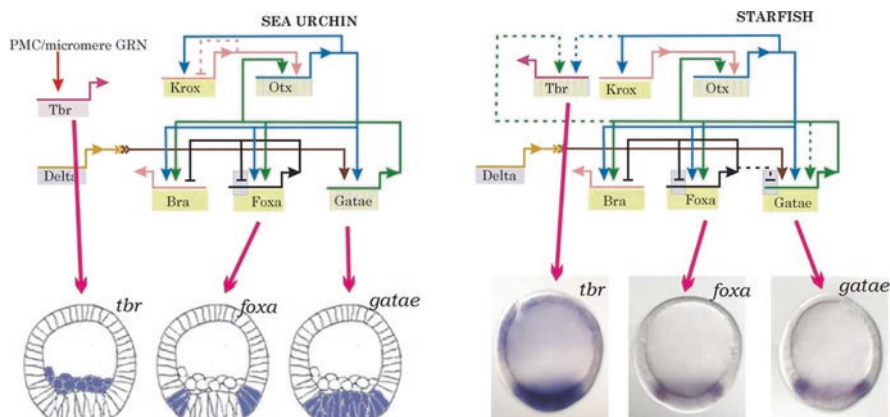 SEA URCHIN
PMC/micromere GRN
Krox
Otx
Tbr
Delta
Bra
Foxa
Gatae
tbr
foxa
gatae
STARFISH
Tbr
Krox
Otx
Delta
Bra
Foxa
Gatae
tbr
foxa
gatae